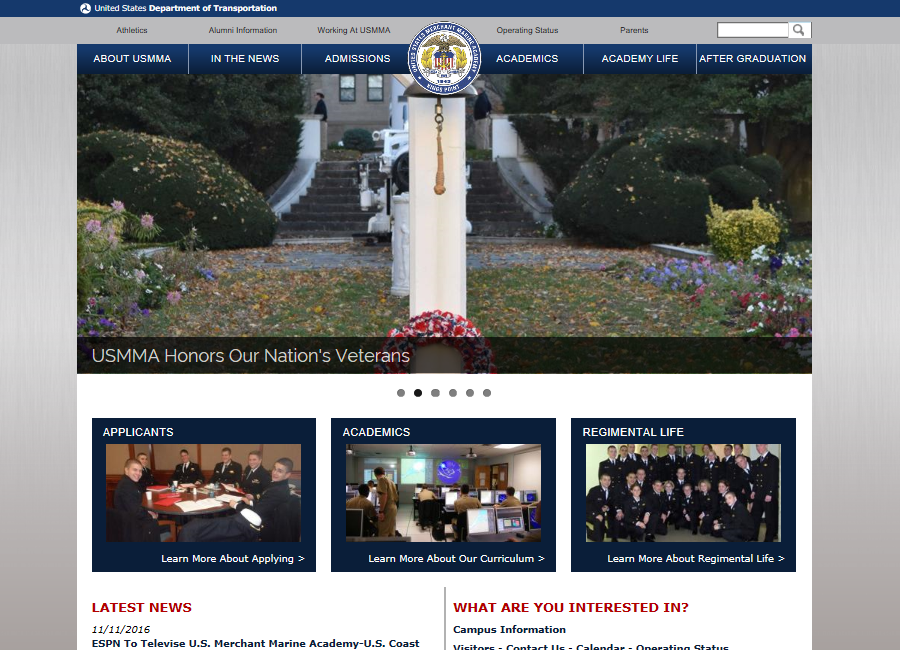 United States Department of Transportation
Athletics
Alumni Information
Working At USMMA
Operating Status
Parents
ABOUT USMMA
IN THE NEWS
ADMISSIONS
UNITED STATES MERCHANT MARINE ACADEMY
1943
KINGS POINT
ACADEMICS
ACADEMY LIFE
AFTER GRADUATION
USMMA Honors Our Nation's Veterans
APPLICANTS
Learn More About Applying >
ACADEMICS
Learn More About Our Curriculum >
REGIMENTAL LIFE
Learn More About Regimental Life >
LATEST NEWS
11/11/2016
ESPN To Televise U.S. Merchant Marine Academy-U.S. Coast
WHAT ARE YOU INTERESTED IN?
Campus Information
Visitors - Contact Us - Calendar - Operating Status